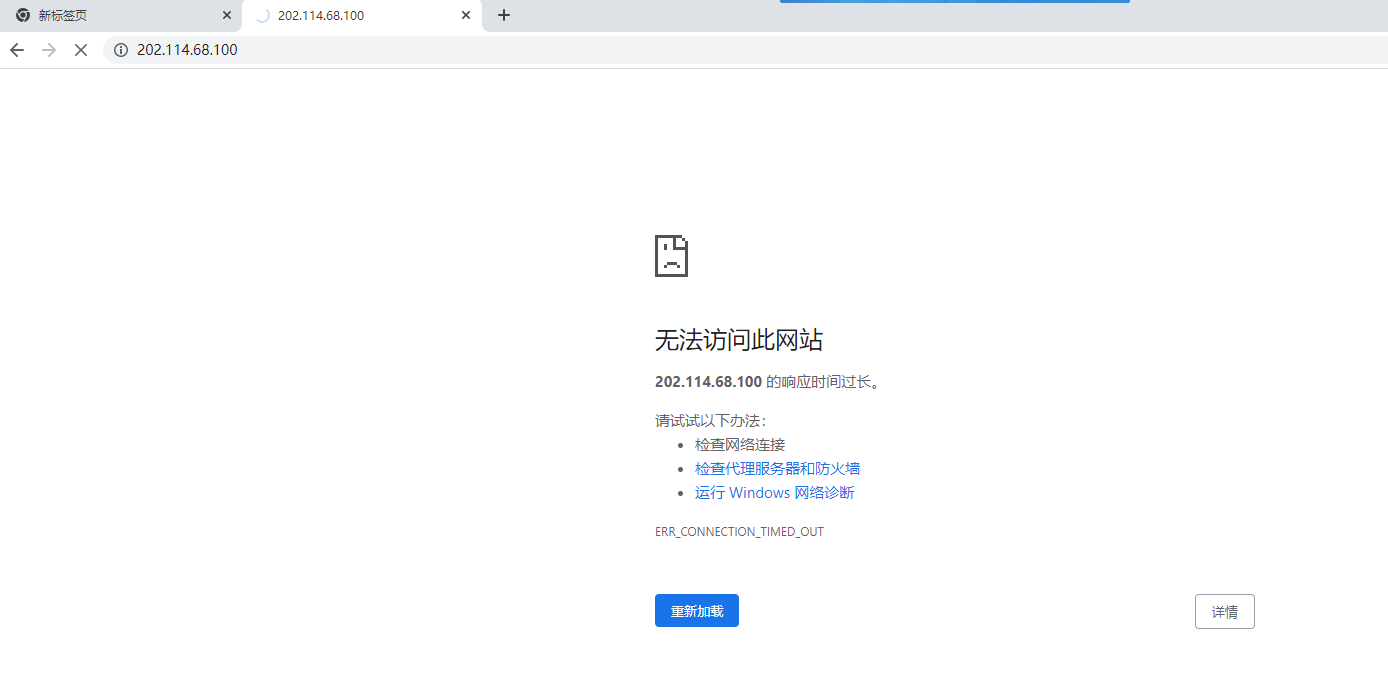 新标签页
202.114.68.100
202.114.68.100
无法访问此网站
202.114.68.100 的响应时间过长。
请试试以下办法：
检查网络连接
检查代理服务器和防火墙
运行 Windows 网络诊断
ERR_CONNECTION_TIMED_OUT
重新加载
详情